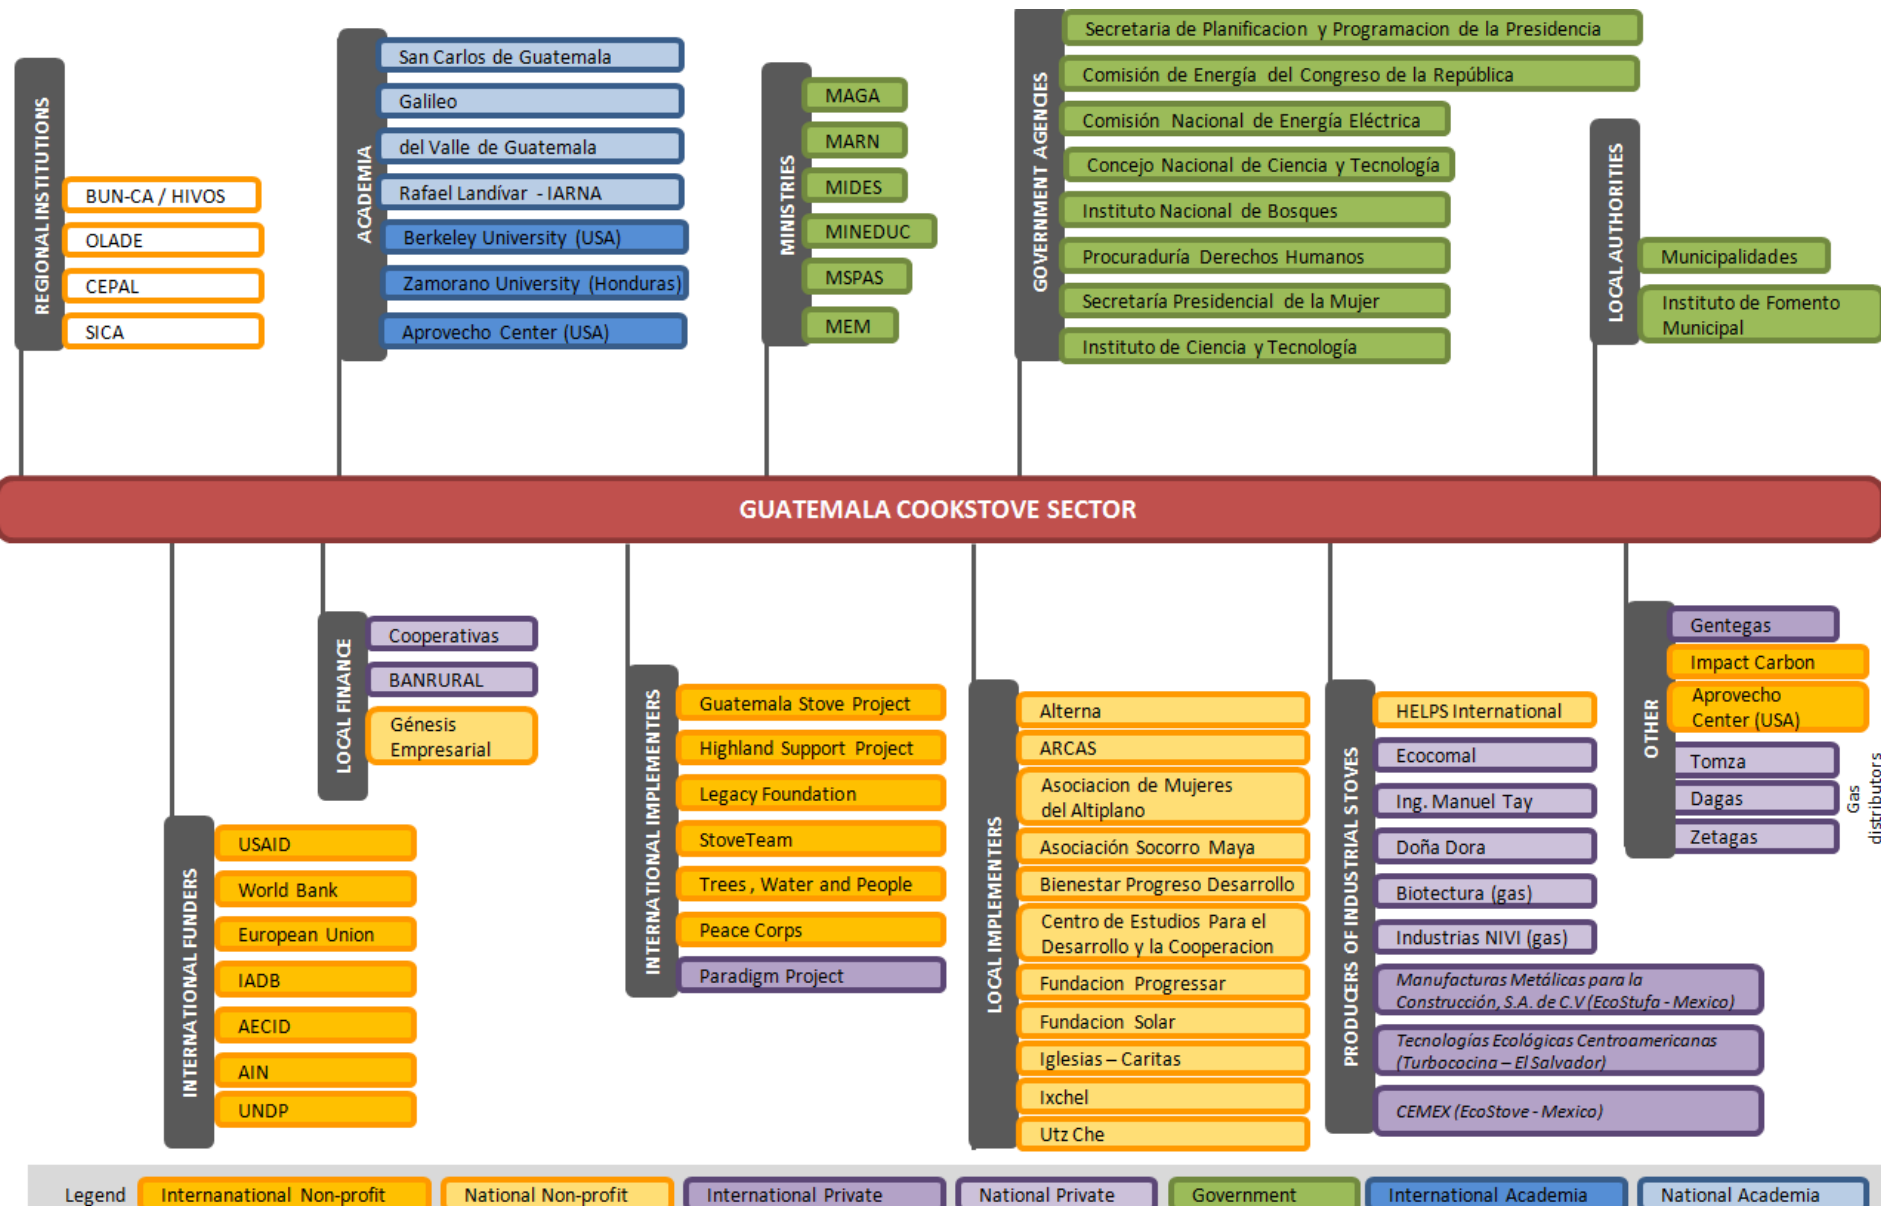 REGIONAL INSTITUTIONS
BUN-CA / HIVOS
OLADE
CEPAL
SICA
ACADEMIA
San Carlos de Guatemala
Galileo
del Valle de Guatemala
Rafael Landívar - IARNA
Berkeley University (USA)
Zamorano University (Honduras)
Aprovecho Center (USA)
MINISTRIES
MAGA
MARN
MIDES
MINEDUC
MSPAS
MEM
GOVERNMENT AGENCIES
Secretaria de Planificacion y Programacion de la Presidencia
Comisión de Energía del Congreso de la República
Comisión Nacional de Energía Eléctrica
Concejo Nacional de Ciencia y Tecnología
Instituto Nacional de Bosques
Procuraduría Derechos Humanos
Secretaría Presidencial de la Mujer
Instituto de Ciencia y Tecnología
LOCAL AUTHORITIES
Municipalidades
Instituto de Fomento
Municipal
GUATEMALA COOKSTOVE SECTOR
INTERNATIONAL FUNDERS
USAID
World Bank
European Union
IADB
AECID
AIN
UNDP
LOCAL FINANCE
Cooperativas
BANRURAL
Génesis
Empresarial
INTERNATIONAL IMPLEMENTERS
Guatemala Stove Project
Highland Support Project
Legacy Foundation
StoveTeam
Trees , Water and People
Peace Corps
Paradigm Project
LOCAL IMPLEMENTERS
Alterna
ARCAS
Asociacion de Mujeres
del Altiplano
Asociación Socorro Maya
Bienestar Progreso Desarrollo
Centro de Estudios Para el
Desarrollo y la Cooperacion
Fundacion Progressar
Fundacion Solar
Iglesias – Caritas
Ixchel
Utz Che
PRODUCERS OF INDUSTRIAL STOVES
HELPS International
Ecocomal
Ing. Manuel Tay
Doña Dora
Biotectura (gas)
Industrias NIVI (gas)
Manufacturas Metálicas para la
Construcción, S.A. de C.V (EcoStufa - Mexico)
Tecnologías Ecológicas Centroamericanas
(Turbococina – El Salvador)
CEMEX (EcoStove - Mexico)
OTHER
Gentegas
Impact Carbon
Aprovecho
Center (USA)
Tomza
Dagas
Zetagas
Gas
distributors
Legend
Internanational Non-profit
National Non-profit
International Private
National Private
Government
International Academia
National Academia